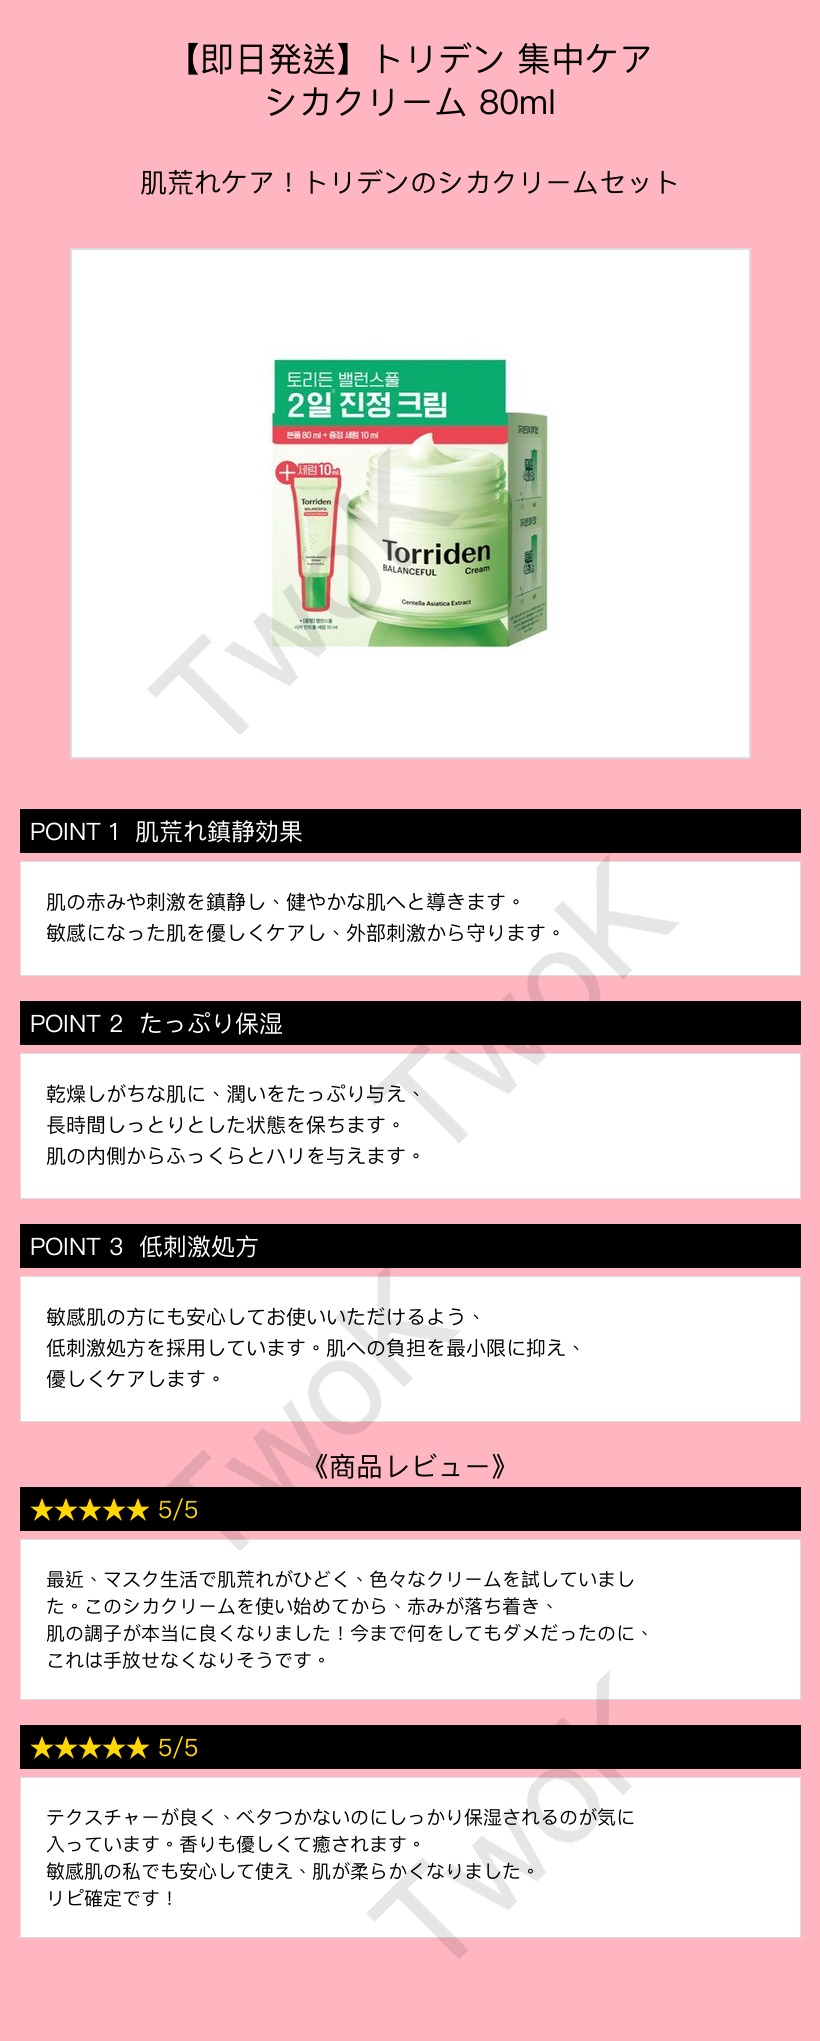 【即日発送】トリデン 集中ケア
シカクリーム 80ml
肌荒れケア！トリデンのシカクリームセット
토리든 밸런스풀
2일 진정 크림
본품 80 ml + 증정 세럼 10 ml
+ 세럼 10ml
Torriden
BALANCEFUL
Torriden
BALANCEFUL
Cream
Centella Asiatica Extract
TwoK
POINT 1 肌荒れ鎮静効果
肌の赤みや刺激を鎮静し、健やかな肌へと導きます。
敏感になった肌を優しくケアし、外部刺激から守ります。
TwoK
POINT 2 たっぷり保湿
乾燥しがちな肌に、潤いをたっぷり与え、
長時間しっとりとした状態を保ちます。
肌の内側からふっくらとハリを与えます。
POINT 3 低刺激処方
敏感肌の方にも安心してお使いいただけるよう、
低刺激処方を採用しています。肌への負担を最小限に抑え、
優しくケアします。
TwoK
《商品レビュー》
★★★★★ 5/5
最近、マスク生活で肌荒れがひどく、色々なクリームを試していまし
た。このシカクリームを使い始めてから、赤みが落ち着き、
肌の調子が本当に良くなりました！今まで何をしてもダメだったのに、
これは手放せなくなりそうです。
★★★★★ 5/5
テクスチャーが良く、ベタつかないのにしっかり保湿されるのが気に
入っています。香りも優しくて癒されます。
敏感肌の私でも安心して使え、肌が柔らかくなりました。
リピ確定です！
TwoK